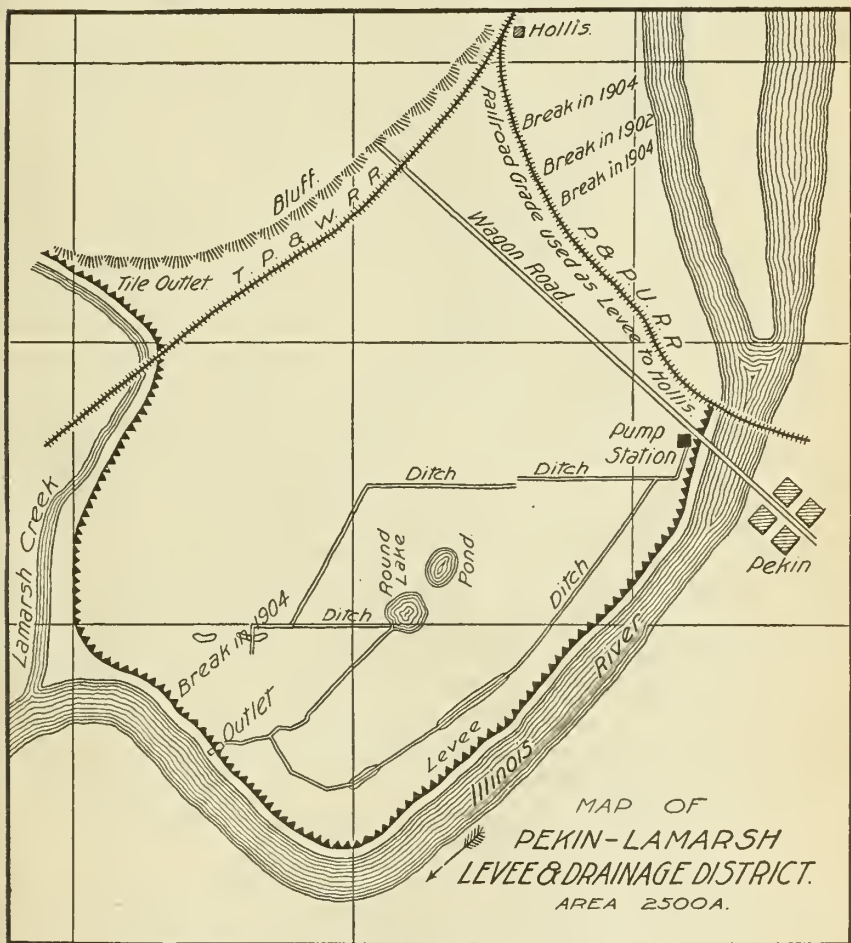 Hollis.
Break in 1904
Break in 1902
Break in 1904
Railroad Grade used as Levee to Hollis.
P. & P. U. R. R.
Bluff.
T. P. & W. R R.
Wagon Road.
Tile Outlet
Lamarsh Creek
Pump
Station
Pekin
Ditch
Ditch
Round
Lake
Pond.
Ditch
Ditch
Break in 1904
Outlet
Levee
Illinois River
MAP OF
PEKIN-LAMARSH
LEVEE & DRAINAGE DISTRICT.
AREA 2500A.